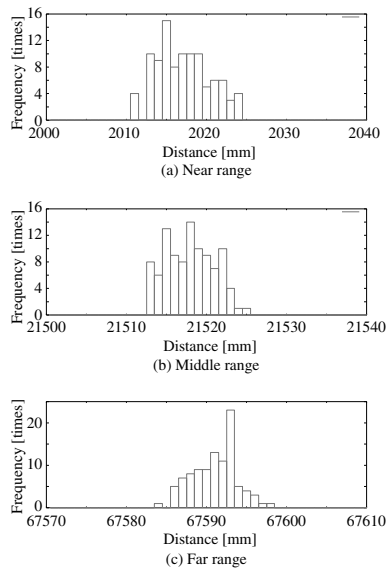 16
12
8
4
0
Frequency [times]
2000 2010 2020 2030 2040
Distance [mm]
(a) Near range
16
12
8
4
0
Frequency [times]
21500 21510 21520 21530 21540
Distance [mm]
(b) Middle range
20
10
0
Frequency [times]
67570 67580 67590 67600 67610
Distance [mm]
(c) Far range